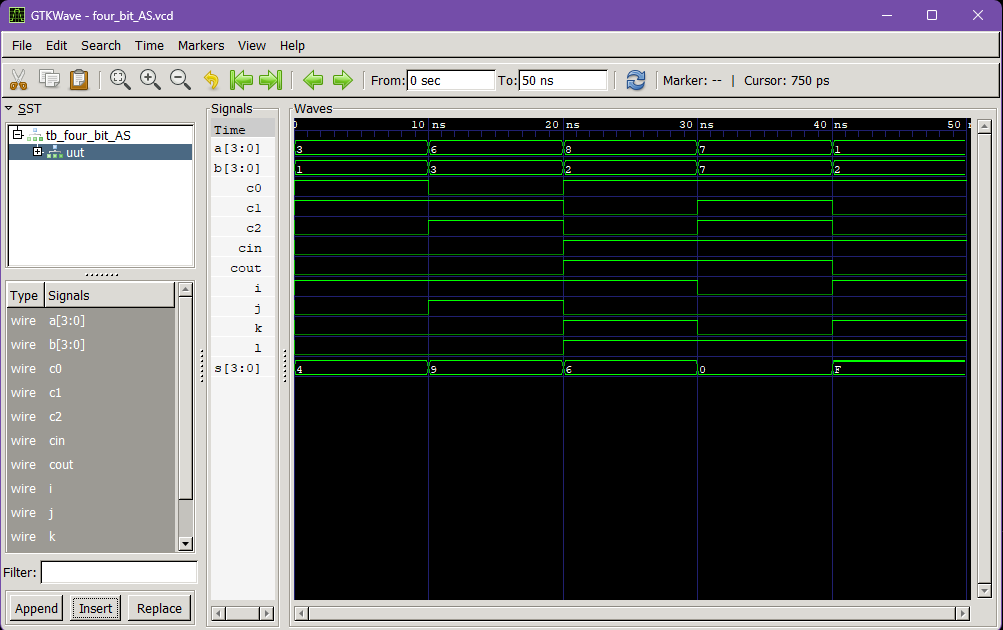 GTKWave - four_bit_AS.vcd
File Edit Search Time Markers View Help
From: 0 sec To: 50 ns Marker: -- | Cursor: 750 ps
SST
tb_four_bit_AS
uut
Type Signals
wire a[3:0]
wire b[3:0]
wire c0
wire c1
wire c2
wire cin
wire cout
wire i
wire j
wire k
Filter:
Append Insert Replace
Signals
Time
a[3:0]
b[3:0]
c0
c1
c2
cin
cout
i
j
k
l
s[3:0]
Waves
0 10 ns 20 ns 30 ns 40 ns 50 n
3 6 8 7 1
1 3 2 7 2
4 9 6 0 F